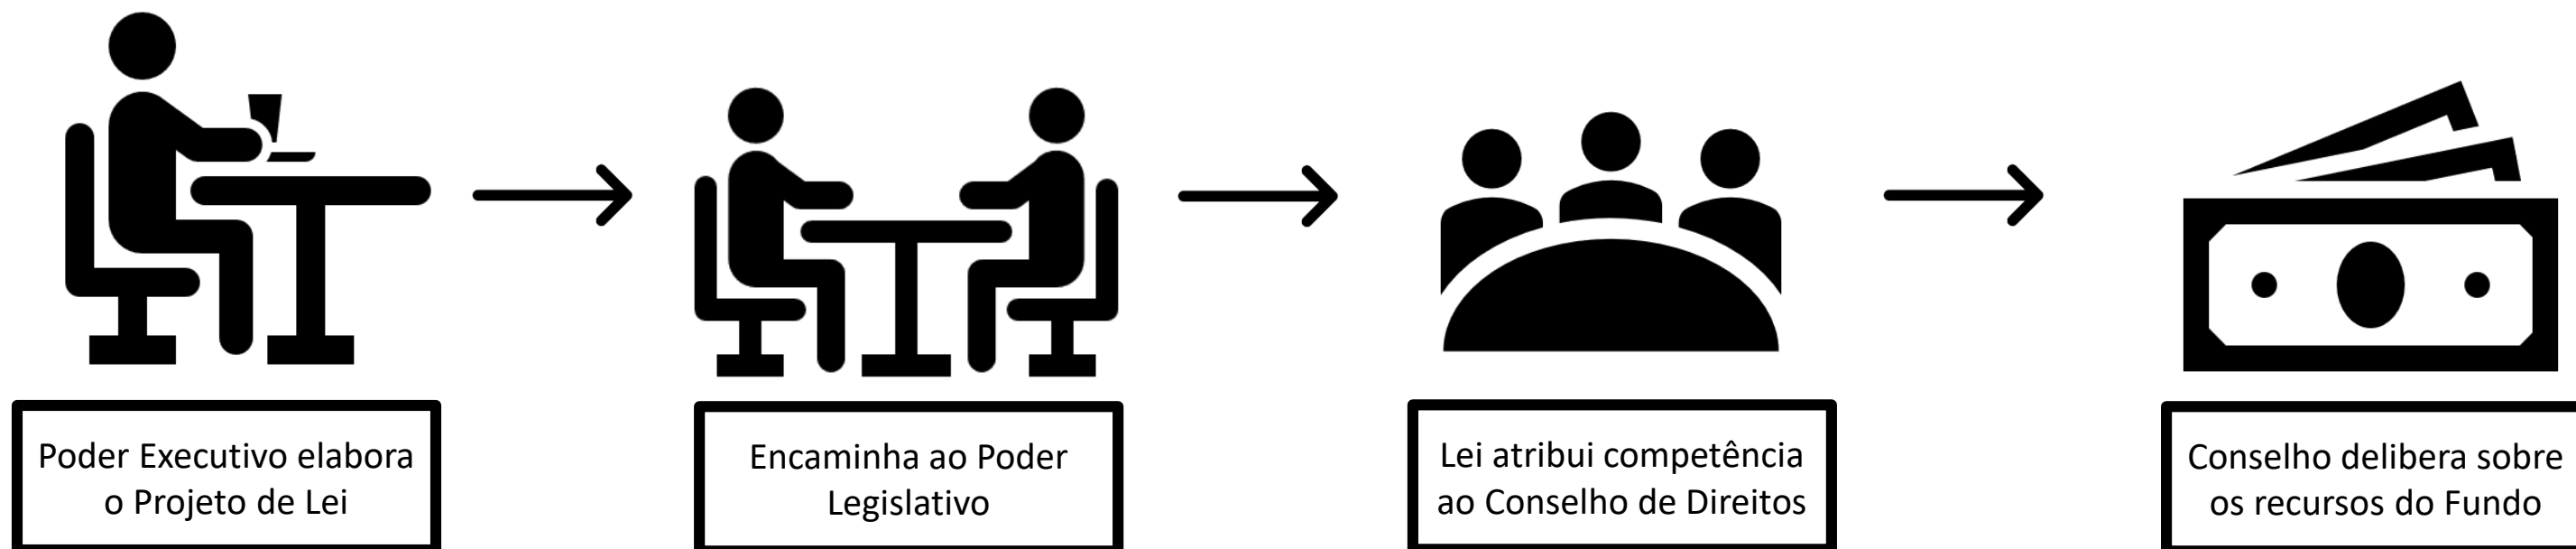 Poder Executivo elabora
o Projeto de Lei
Encaminha ao Poder
Legislativo
Lei atribui competência
ao Conselho de Direitos
Conselho delibera sobre
os recursos do Fundo